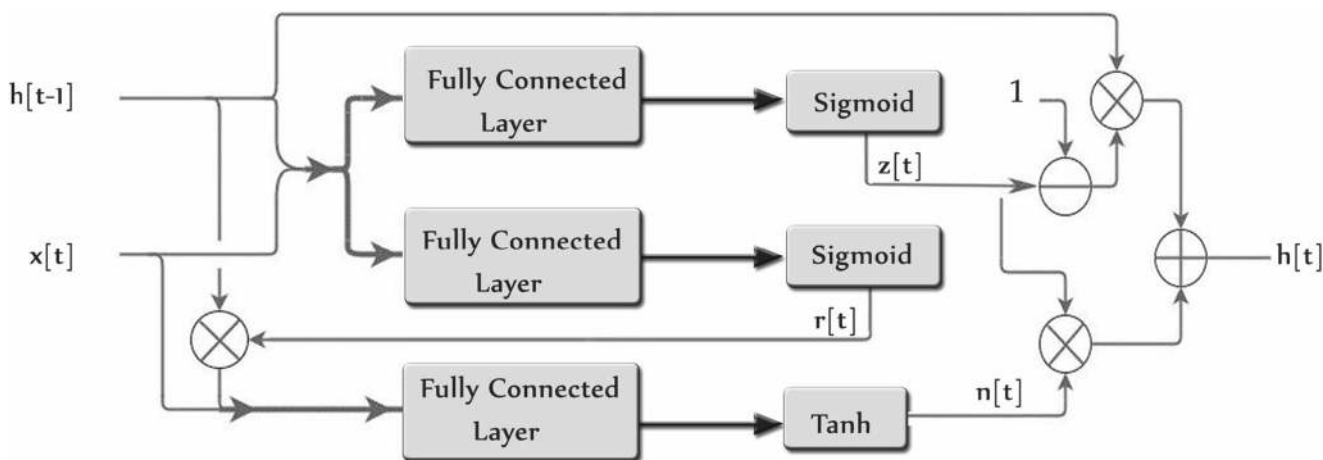 h[t-1]
Fully Connected
Layer
Sigmoid
1
z[t]
x[t]
Fully Connected
Layer
Sigmoid
h[t]
r[t]
Fully Connected
Layer
Tanh
n[t]